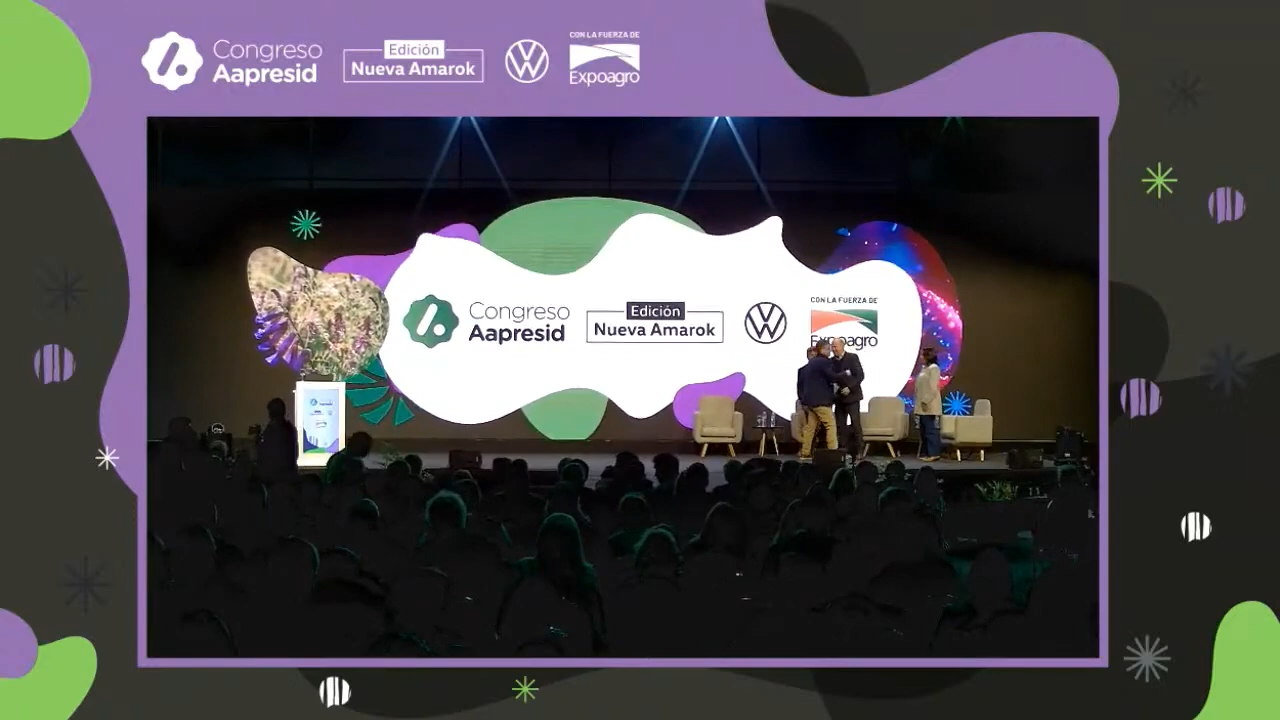 Congreso
Aapresid
Edición
Nueva Amarok
CON LA FUERZA DE
Expoagro
Congreso
Aapresid
Edición
Nueva Amarok
CON LA FUERZA DE
Expoagro